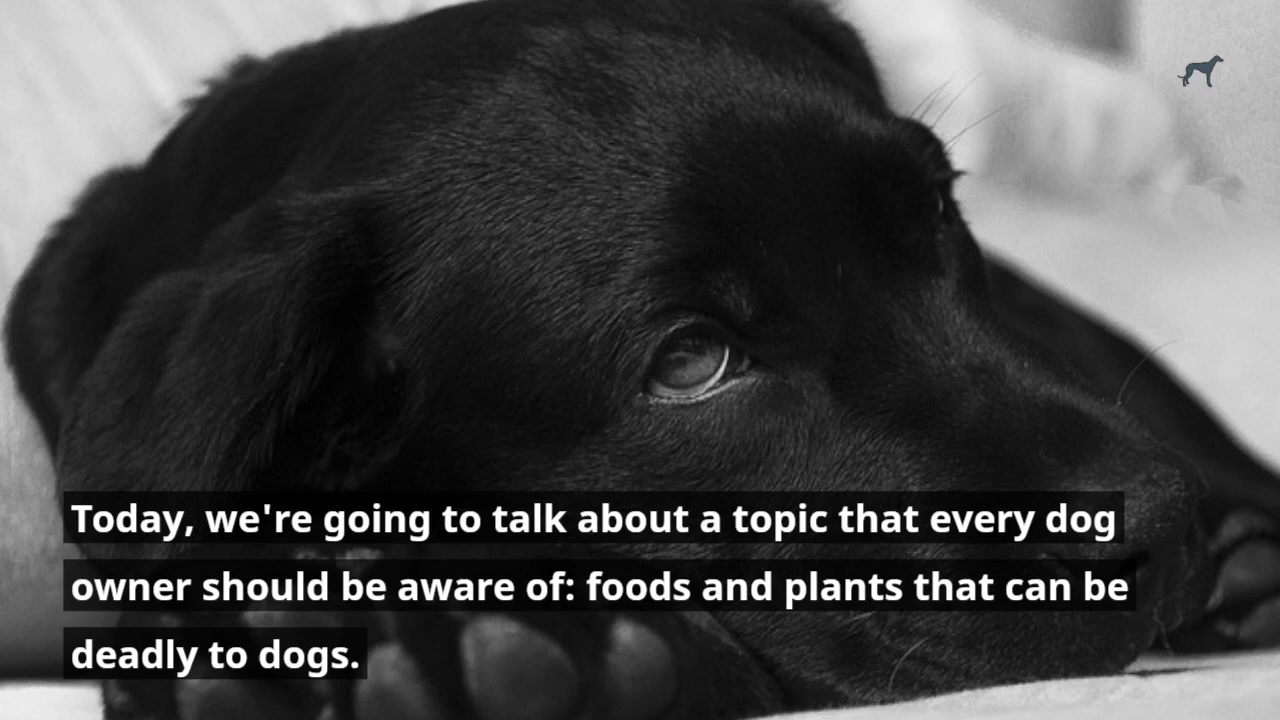 Today, we're going to talk about a topic that every dog
owner should be aware of: foods and plants that can be
deadly to dogs.